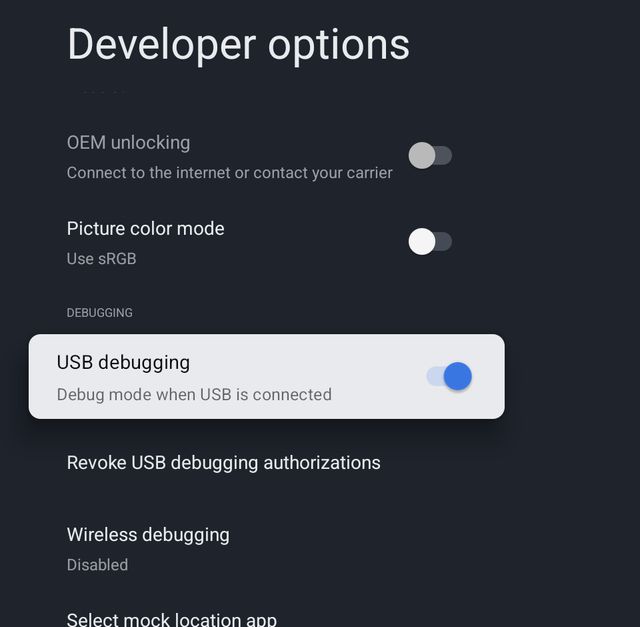 Developer options
OEM unlocking
Connect to the internet or contact your carrier
Picture color mode
Use sRGB
DEBUGGING
USB debugging
Debug mode when USB is connected
Revoke USB debugging authorizations
Wireless debugging
Disabled
Select mock location app